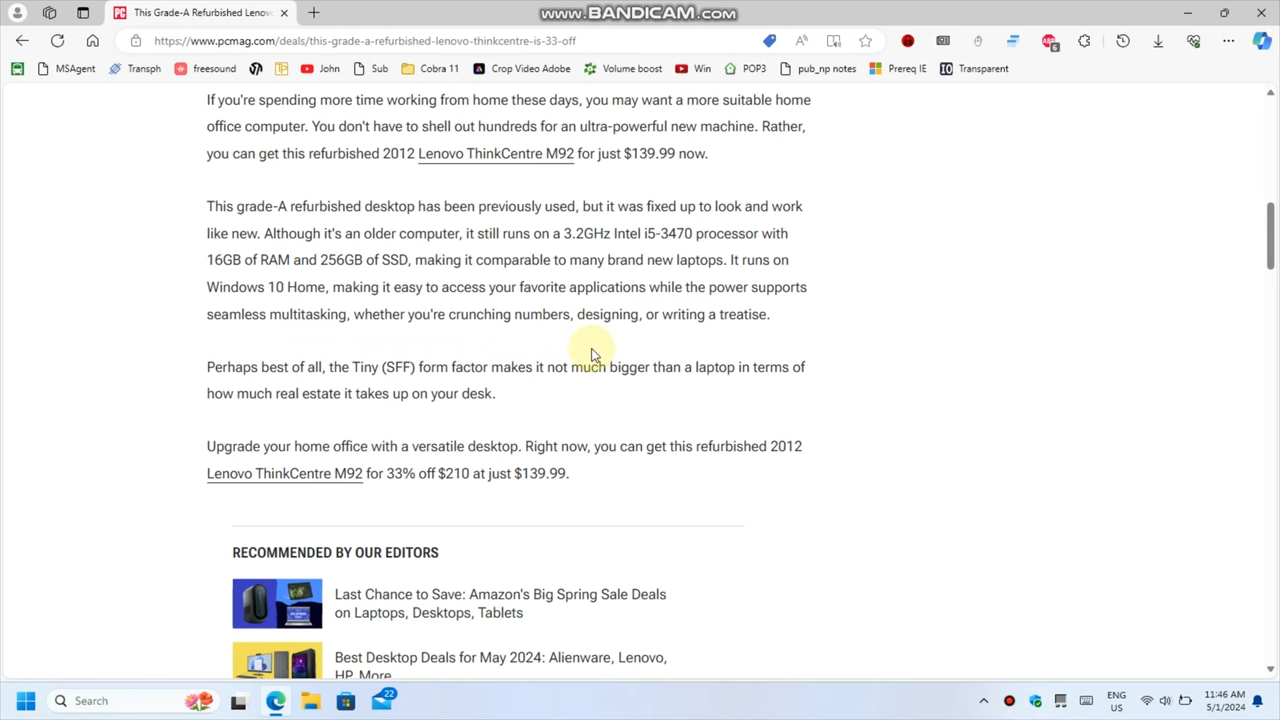 www.BANDICAM.com
This Grade-A Refurbished Lenov
https://www.pcmag.com/deals/this-grade-a-refurbished-lenovo-thinkcentre-is-33-off
6
MSAgent Transph freesound John Sub Cobra 11 Crop Video Adobe Volume boost Win POP3 pub_np notes Prereq IE Transparent
If you're spending more time working from home these days, you may want a more suitable home
office computer. You don't have to shell out hundreds for an ultra-powerful new machine. Rather,
you can get this refurbished 2012 Lenovo ThinkCentre M92 for just $139.99 now.
This grade-A refurbished desktop has been previously used, but it was fixed up to look and work
like new. Although it's an older computer, it still runs on a 3.2GHz Intel i5-3470 processor with
16GB of RAM and 256GB of SSD, making it comparable to many brand new laptops. It runs on
Windows 10 Home, making it easy to access your favorite applications while the power supports
seamless multitasking, whether you're crunching numbers, designing, or writing a treatise.
Perhaps best of all, the Tiny (SFF) form factor makes it not much bigger than a laptop in terms of
how much real estate it takes up on your desk.
Upgrade your home office with a versatile desktop. Right now, you can get this refurbished 2012
Lenovo ThinkCentre M92 for 33% off $210 at just $139.99.
RECOMMENDED BY OUR EDITORS
Last Chance to Save: Amazon's Big Spring Sale Deals
on Laptops, Desktops, Tablets
Best Desktop Deals for May 2024: Alienware, Lenovo,
HP, More
Search
22
ENG
US
11:46 AM
5/1/2024